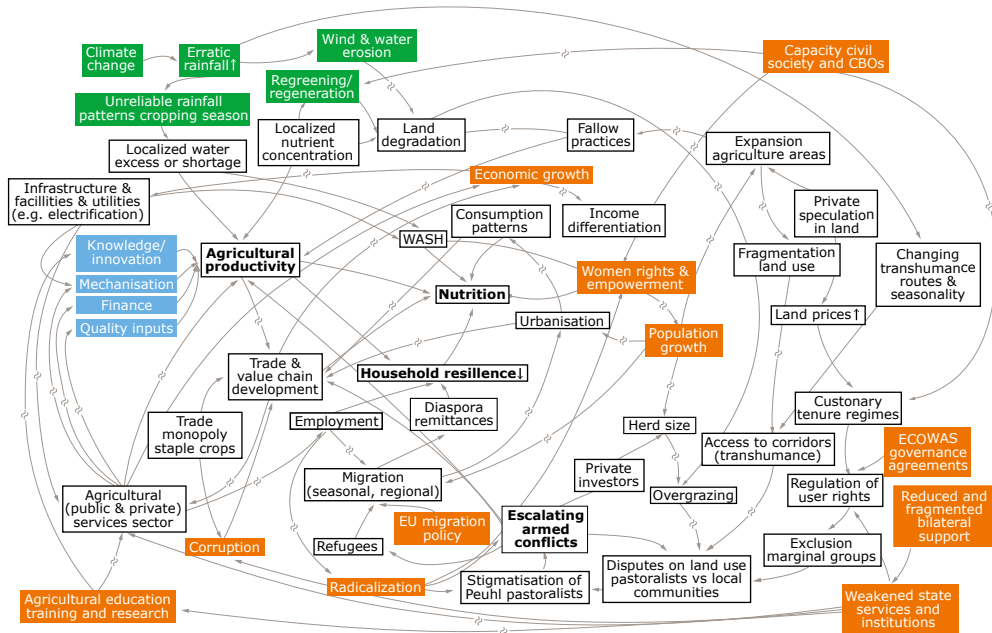 Wind & water
erosion
Climate
change
Erratic
rainfall↑
Capacity civil
society and CBOs
Regreening/
regeneration
Unreliable rainfall
patterns cropping season
Localized
nutrient
concentration
Land
degradation
Fallow
practices
Expansion
agriculture areas
Localized water
excess or shortage
Economic growth
Infrastructure &
facillities & utilities
(e.g. electrification)
Consumption
patterns
Income
differentiation
Private
speculation
in land
WASH
Knowledge/
innovation
Agricultural
productivity
Fragmentation
land use
Changing
transhumance
routes &
seasonality
Women rights &
empowerment
Mechanisation
Nutrition
Finance
Quality inputs
Urbanisation
Land prices↑
Population
growth
Trade &
value chain
development
Household resillence↓
Trade
monopoly
staple crops
Employment
Diaspora
remittances
Herd size
Custonary
tenure regimes
Access to corridors
(transhumance)
ECOWAS
governance
agreements
Migration
(seasonal, regional)
Private
investors
Regulation of
user rights
Agricultural
(public & private)
services sector
Overgrazing
Reduced and
fragmented
bilateral
support
EU migration
policy
Escalating
armed
conflicts
Corruption
Refugees
Exclusion
marginal groups
Radicalization
Stigmatisation of
Peuhl pastoralists
Disputes on land use
pastoralists vs local
communities
Agricultural education
training and research
Weakened state
services and
institutions